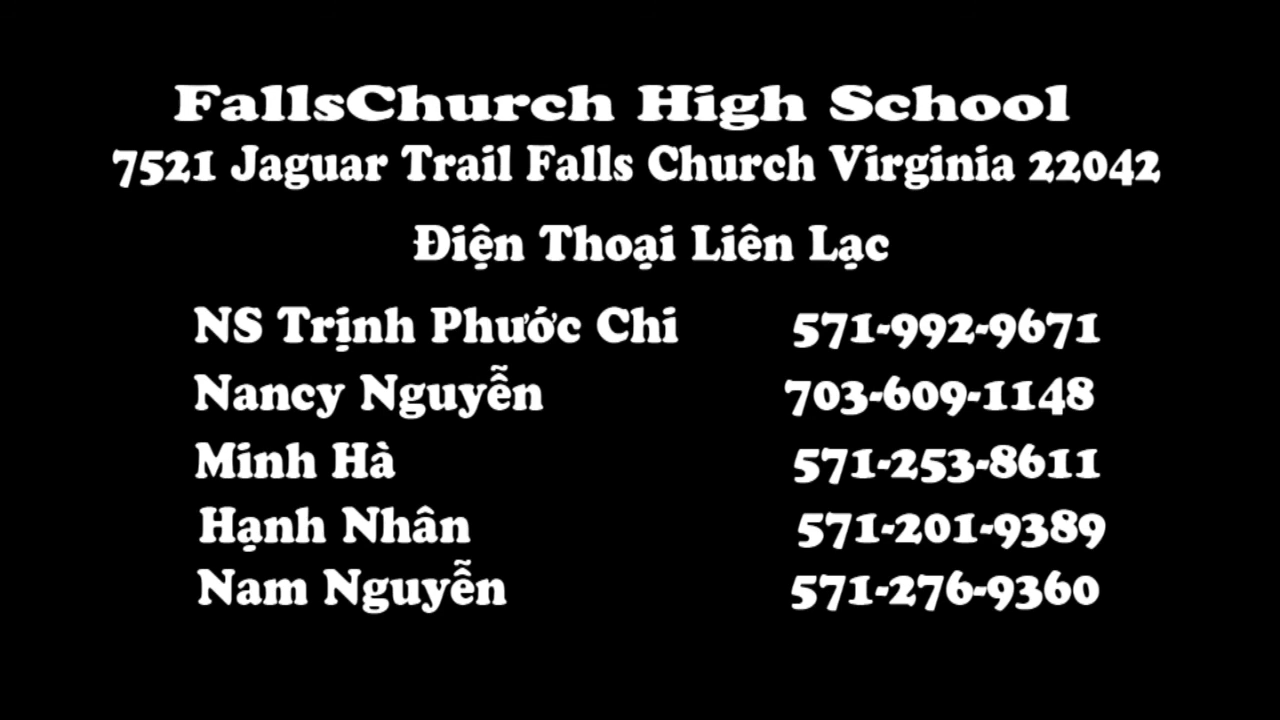 FallsChurch High School
7521 Jaguar Trail Falls Church Virginia 22042
Điện Thoại Liên Lạc
NS Trịnh Phước Chi 571-992-9671
Nancy Nguyễn 703-609-1148
Minh Hà 571-253-8611
Hạnh Nhân 571-201-9389
Nam Nguyễn 571-276-9360